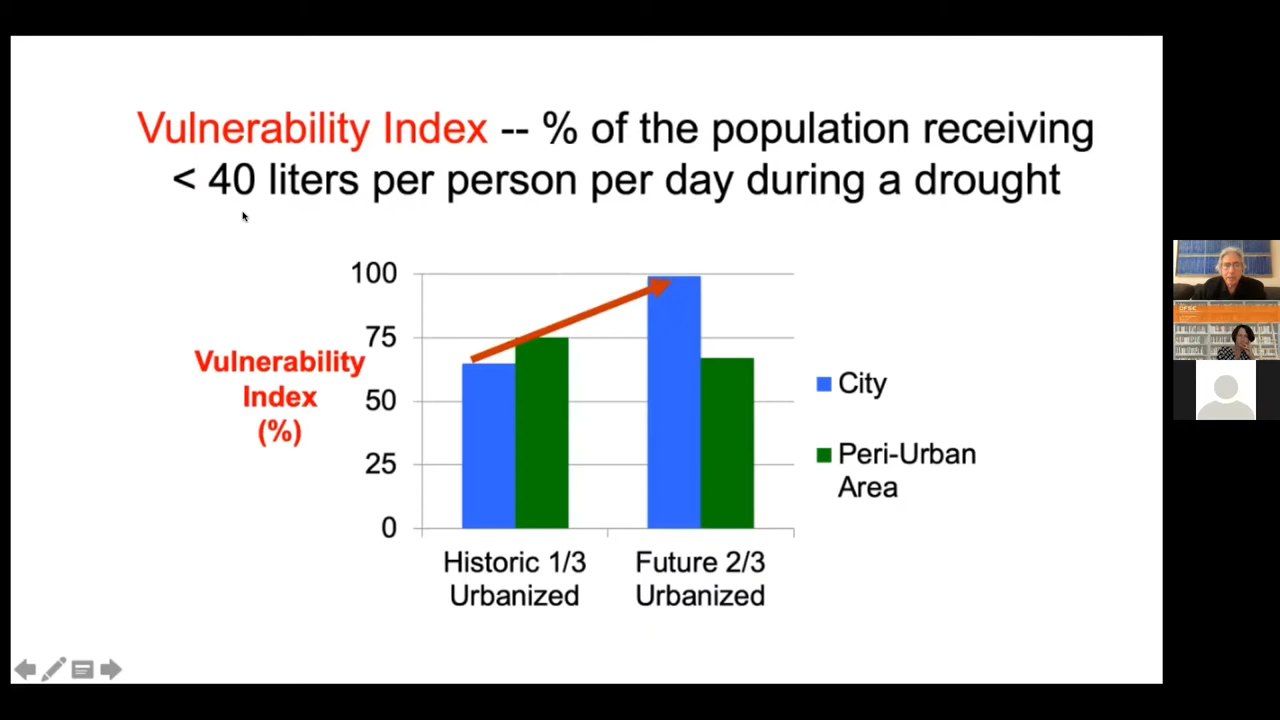 Vulnerability Index -- % of the population receiving
< 40 liters per person per day during a drought
100
75
50
25
0
Vulnerability
Index
(%)
City
Peri-Urban
Area
Historic 1/3
Urbanized
Future 2/3
Urbanized